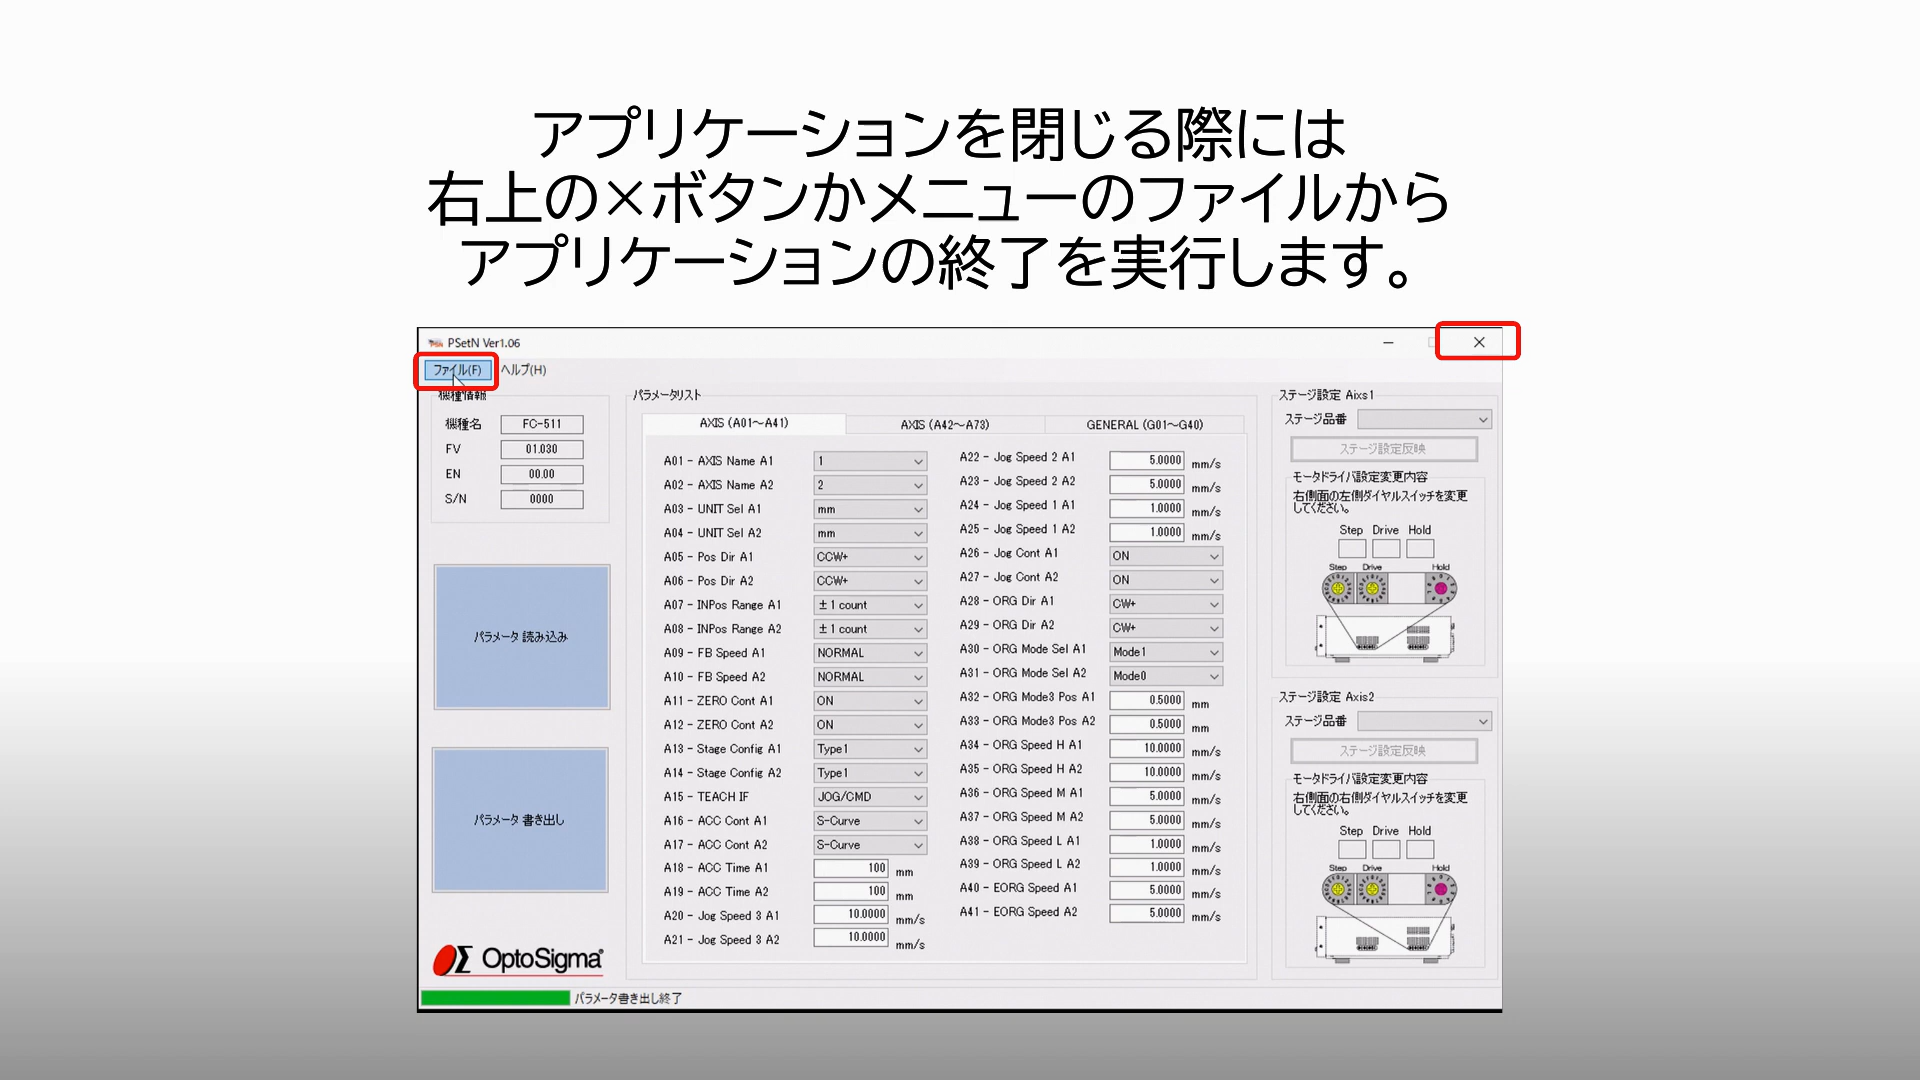 アプリケーションを閉じる際には
右上の×ボタンかメニューのファイルから
アプリケーションの終了を実行します。
PSetN Ver1.06
ファイル(F) ヘルプ(H)
機種情報
機種名 FC-511
FV 01.030
EN 00.00
S/N 0000
パラメータ 読み込み
パラメータ 書き出し
OptoSigma
パラメータリスト
AXIS (A01～A41) AXIS (A42～A73) GENERAL (G01～G40)
A01 - AXIS Name A1 1
A02 - AXIS Name A2 2
A03 - UNIT Sel A1 mm
A04 - UNIT Sel A2 mm
A05 - Pos Dir A1 CCW+
A06 - Pos Dir A2 CCW+
A07 - INPos Range A1 ±1 count
A08 - INPos Range A2 ±1 count
A09 - FB Speed A1 NORMAL
A10 - FB Speed A2 NORMAL
A11 - ZERO Cont A1 ON
A12 - ZERO Cont A2 ON
A13 - Stage Config A1 Type1
A14 - Stage Config A2 Type1
A15 - TEACH IF JOG/CMD
A16 - ACC Cont A1 S-Curve
A17 - ACC Cont A2 S-Curve
A18 - ACC Time A1 100 mm
A19 - ACC Time A2 100 mm
A20 - Jog Speed 3 A1 10.0000 mm/s
A21 - Jog Speed 3 A2 10.0000 mm/s
A22 - Jog Speed 2 A1 5.0000 mm/s
A23 - Jog Speed 2 A2 5.0000 mm/s
A24 - Jog Speed 1 A1 1.0000 mm/s
A25 - Jog Speed 1 A2 1.0000 mm/s
A26 - Jog Cont A1 ON
A27 - Jog Cont A2 ON
A28 - ORG Dir A1 CW+
A29 - ORG Dir A2 CW+
A30 - ORG Mode Sel A1 Mode1
A31 - ORG Mode Sel A2 Mode0
A32 - ORG Mode3 Pos A1 0.5000 mm
A33 - ORG Mode3 Pos A2 0.5000 mm
A34 - ORG Speed H A1 10.0000 mm/s
A35 - ORG Speed H A2 10.0000 mm/s
A36 - ORG Speed M A1 5.0000 mm/s
A37 - ORG Speed M A2 5.0000 mm/s
A38 - ORG Speed L A1 1.0000 mm/s
A39 - ORG Speed L A2 1.0000 mm/s
A40 - EORG Speed A1 5.0000 mm/s
A41 - EORG Speed A2 5.0000 mm/s
ステージ設定 Aixs1
ステージ品番
ステージ設定反映
モータドライバ設定変更内容
右側面の左側ダイヤルスイッチを変更
してください。
Step Drive Hold
Step Drive Hold
ステージ設定 Axis2
ステージ品番
ステージ設定反映
モータドライバ設定変更内容
右側面の右側ダイヤルスイッチを変更
してください。
Step Drive Hold
Step Drive Hold
パラメータ書き出し終了